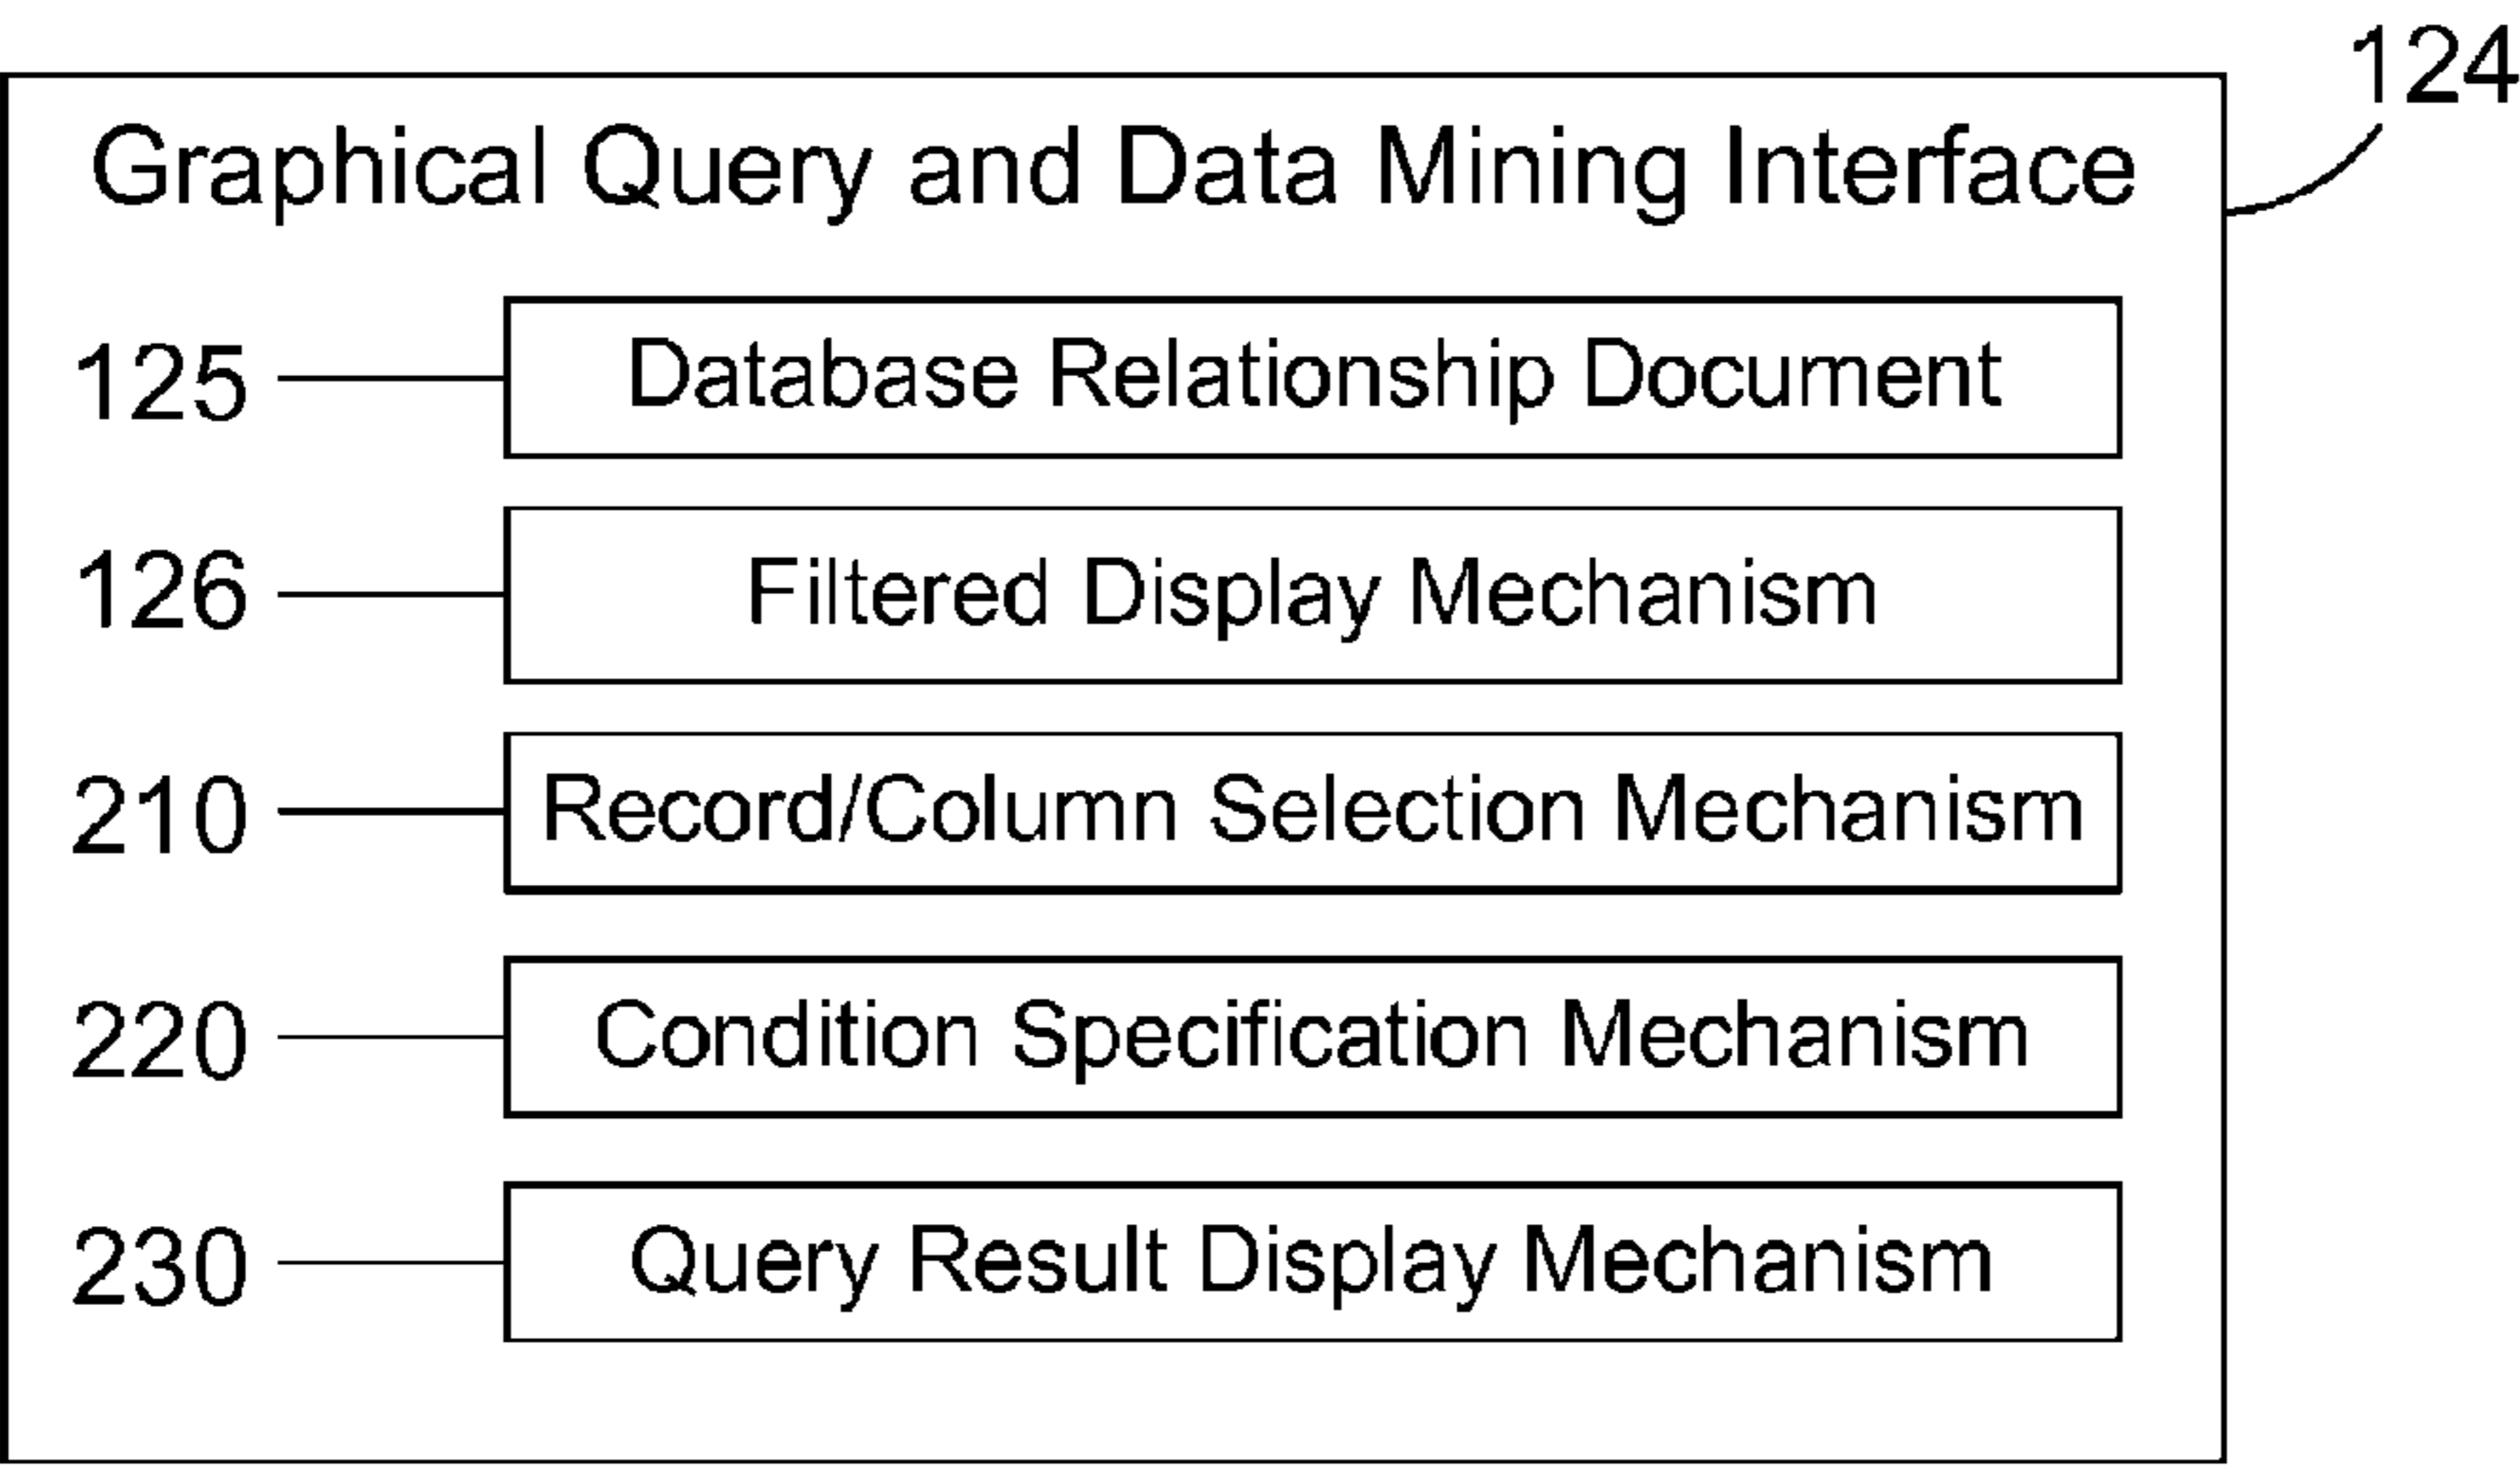 124
Graphical Query and Data Mining Interface
125 Database Relationship Document
126 Filtered Display Mechanism
210 Record/Column Selection Mechanism
220 Condition Specification Mechanism
230 Query Result Display Mechanism